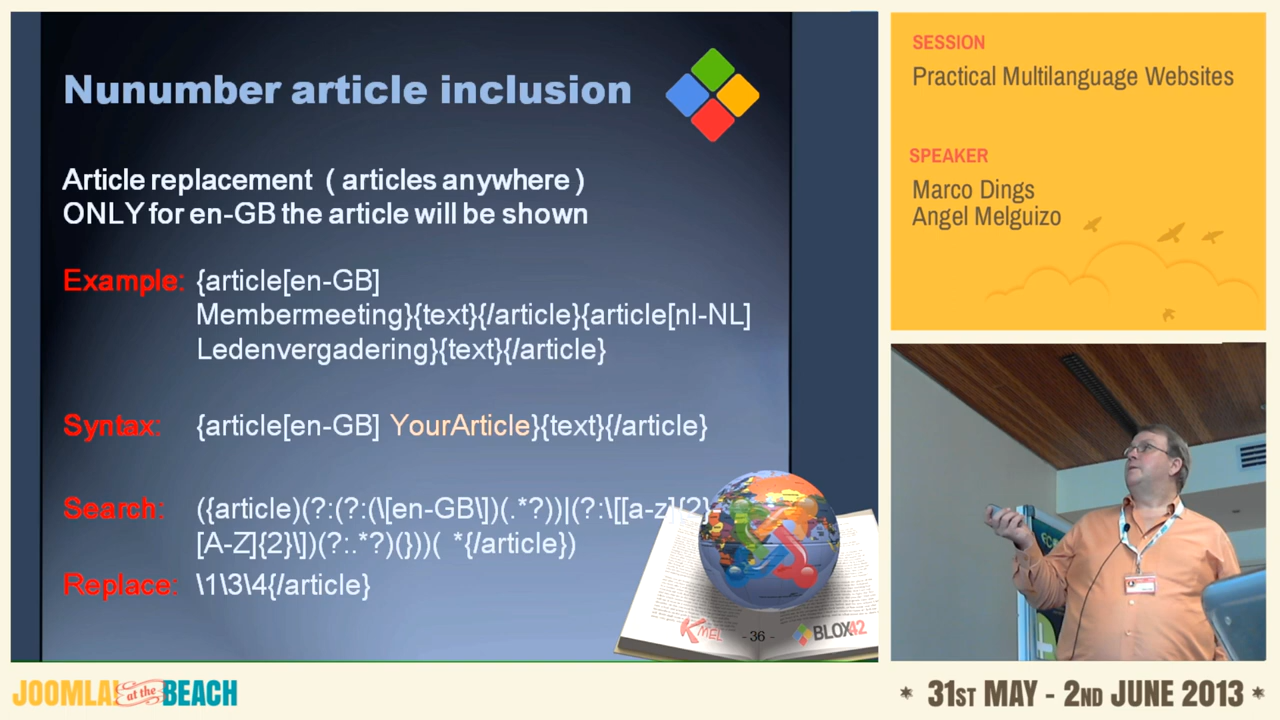 Nunumber article inclusion
Article replacement ( articles anywhere )
ONLY for en-GB the article will be shown
Example: {article[en-GB]
Membermeeting}{text}{/article}{article[nl-NL]
Ledenvergadering}{text}{/article}
Syntax: {article[en-GB] YourArticle}{text}{/article}
Search: ({article)(?:(?:(\[en-GB\])(.*?))|(?:\[[a-z]{2}-
[A-Z]{2}\])(?:.*?)(}))( *{/article})
Replace: \1\3\4{/article}
KMEL
- 36 -
BLOX42
SESSION
Practical Multilanguage Websites
SPEAKER
Marco Dings
Angel Melguizo
JOOMLA! at the BEACH
* 31ST MAY - 2ND JUNE 2013 *